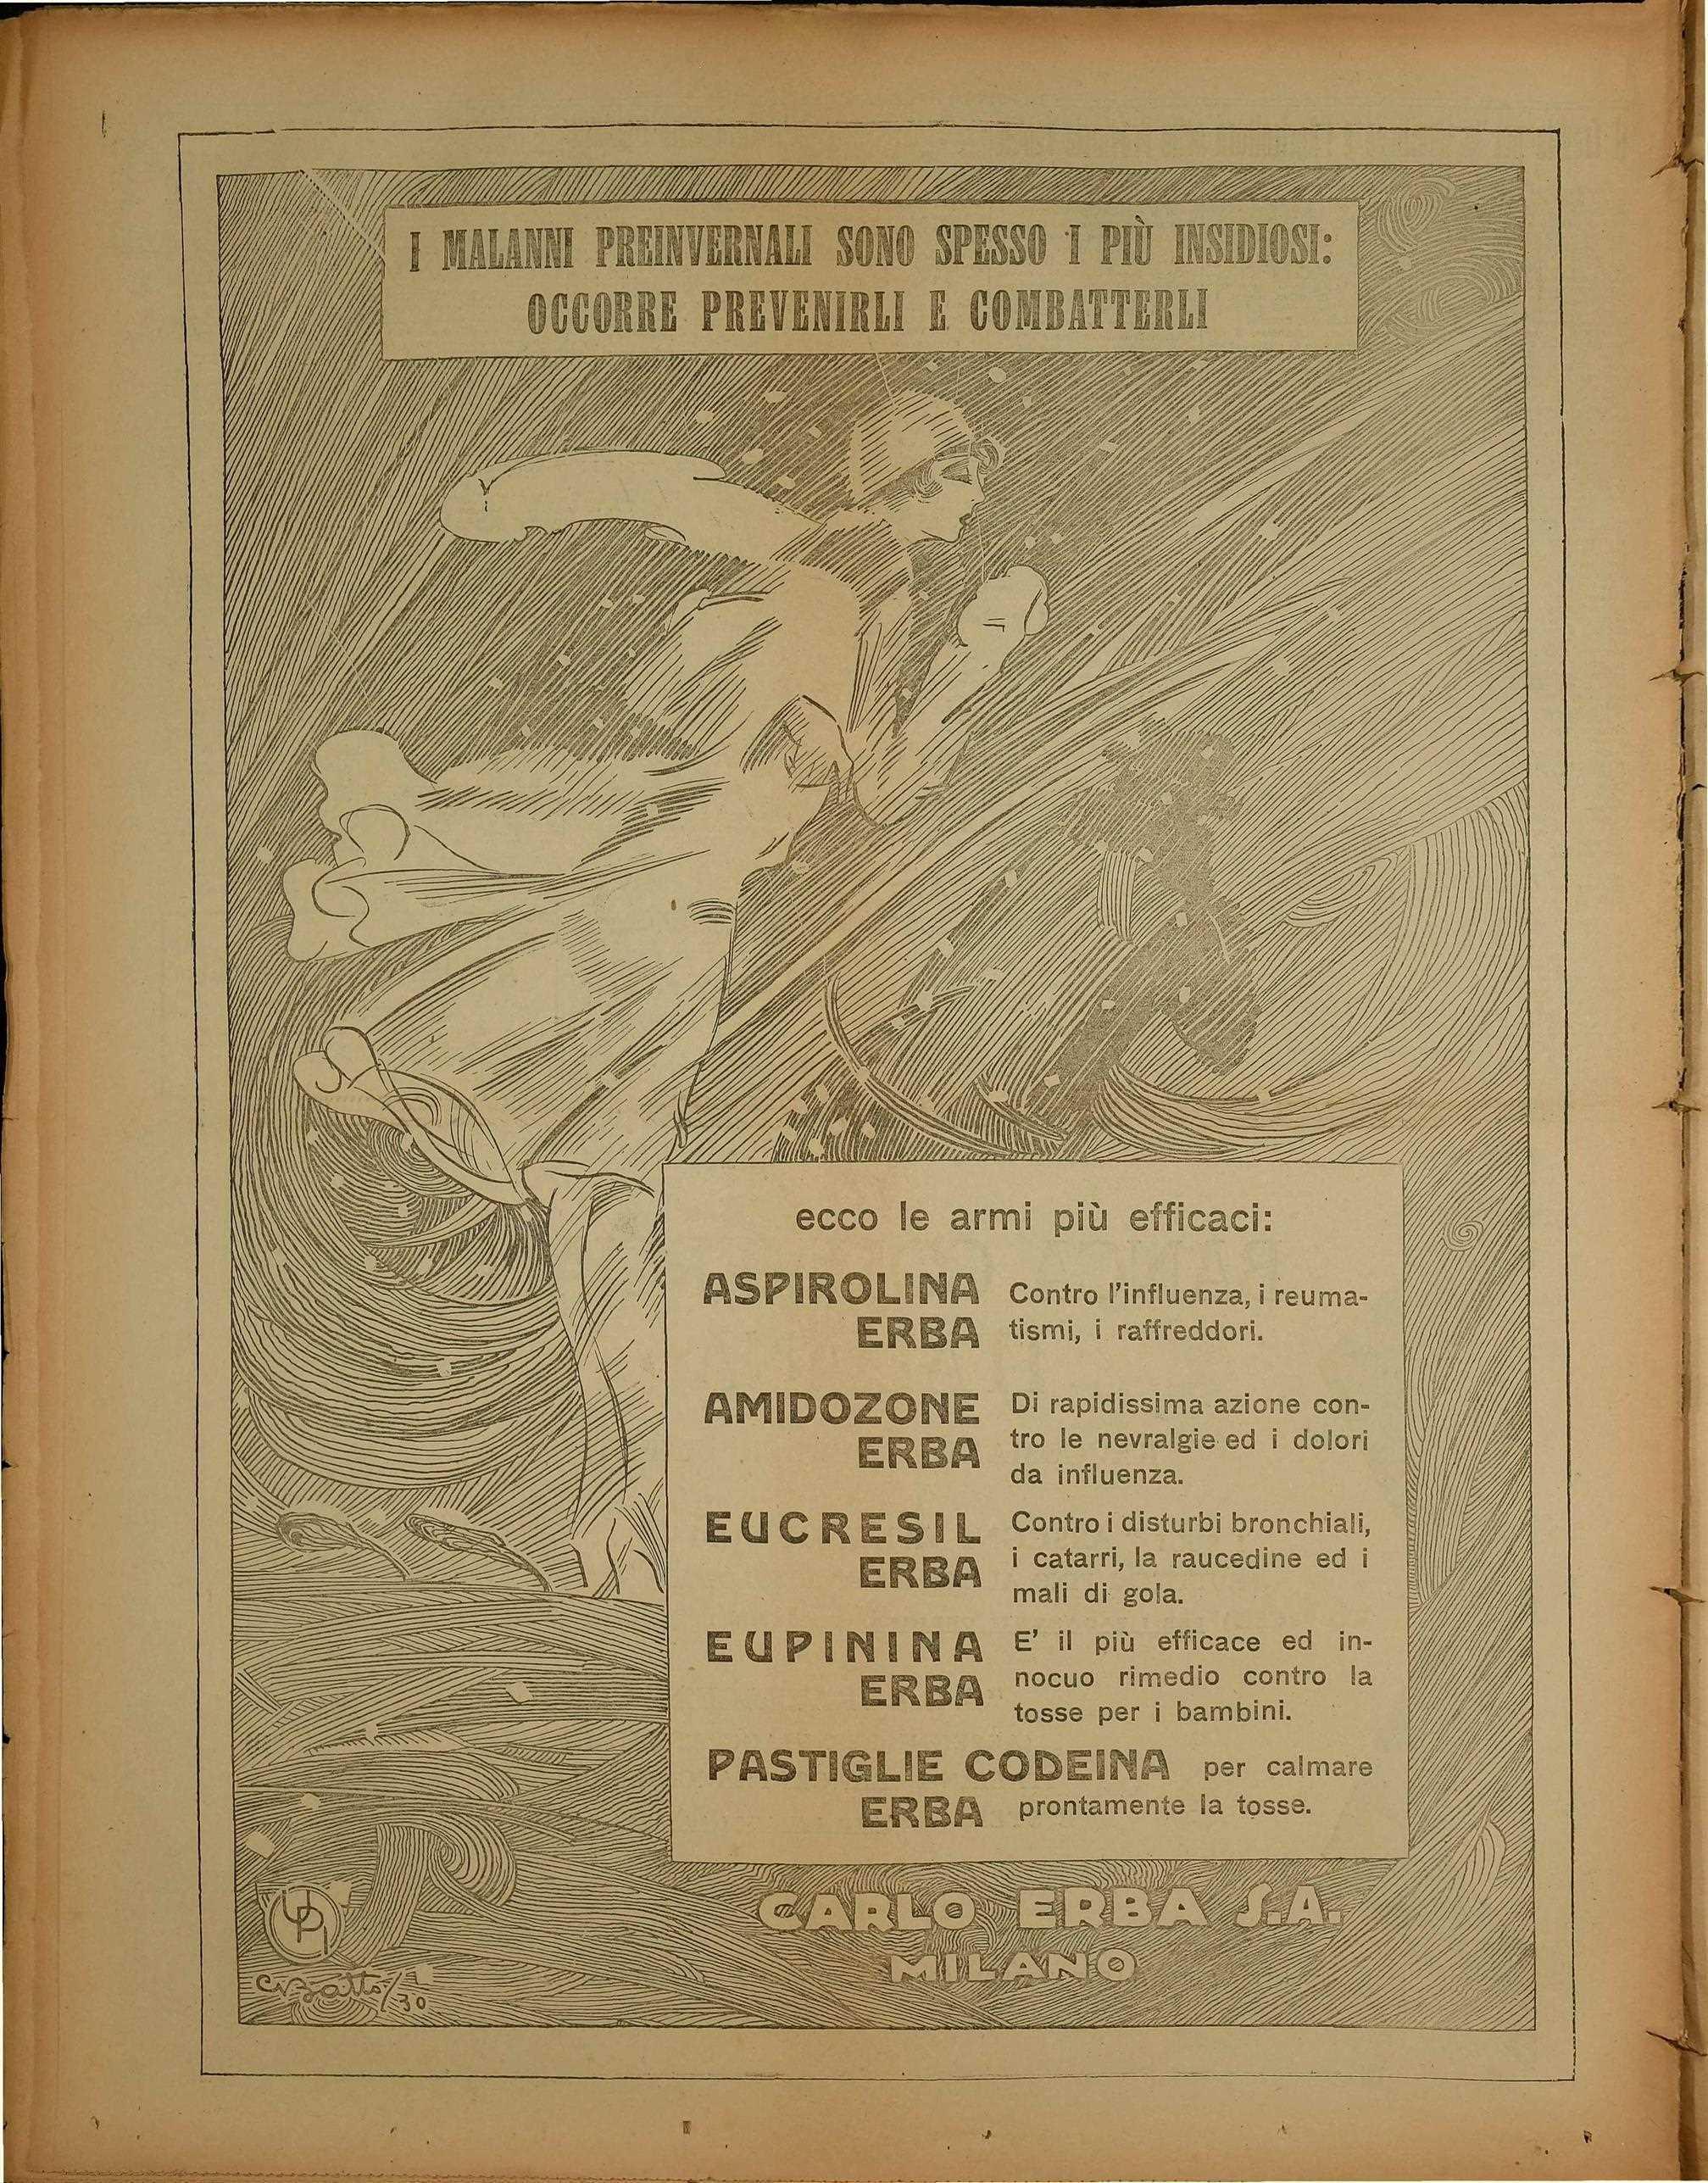 I MALANNI PREINVERNALI SONO SPESSO I PIÙ INSIDIOSI:
OCCORRE PREVENIRLI E COMBATTERLI
ecco le armi più efficaci:
ASPIROLINA
ERBA
Contro l'influenza, i reuma-
tismi, i raffreddori.
AMIDOZONE
ERBA
Di rapidissima azione con-
tro le nevralgie ed i dolori
da influenza.
EUCRESIL
ERBA
Contro i disturbi bronchiali,
i catarri, la raucedine ed i
mali di gola.
EUPININA
ERBA
E' il più efficace ed in-
nocuo rimedio contro la
tosse per i bambini.
PASTIGLIE CODEINA
ERBA
per calmare
prontamente la tosse.
CARLO ERBA S.A.
MILANO
30